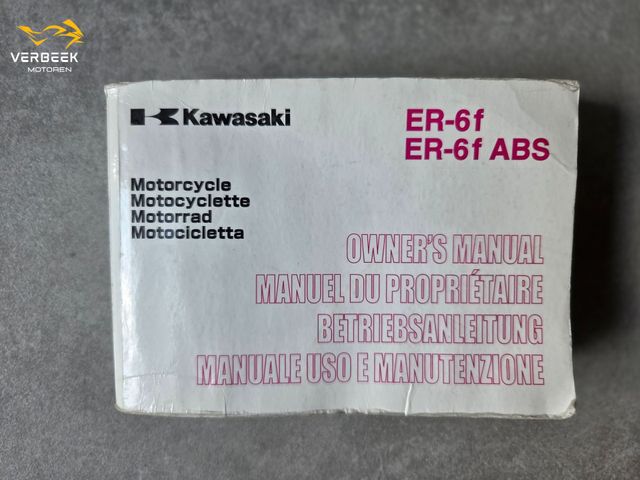 VERBEEK
MOTOREN
Kawasaki
ER-6f
ER-6f ABS
Motorcycle
Motocyclette
Motorrad
Motocicletta
OWNER'S MANUAL
MANUEL DU PROPRIÉTAIRE
BETRIEBSANLEITUNG
MANUALE USO E MANUTENZIONE